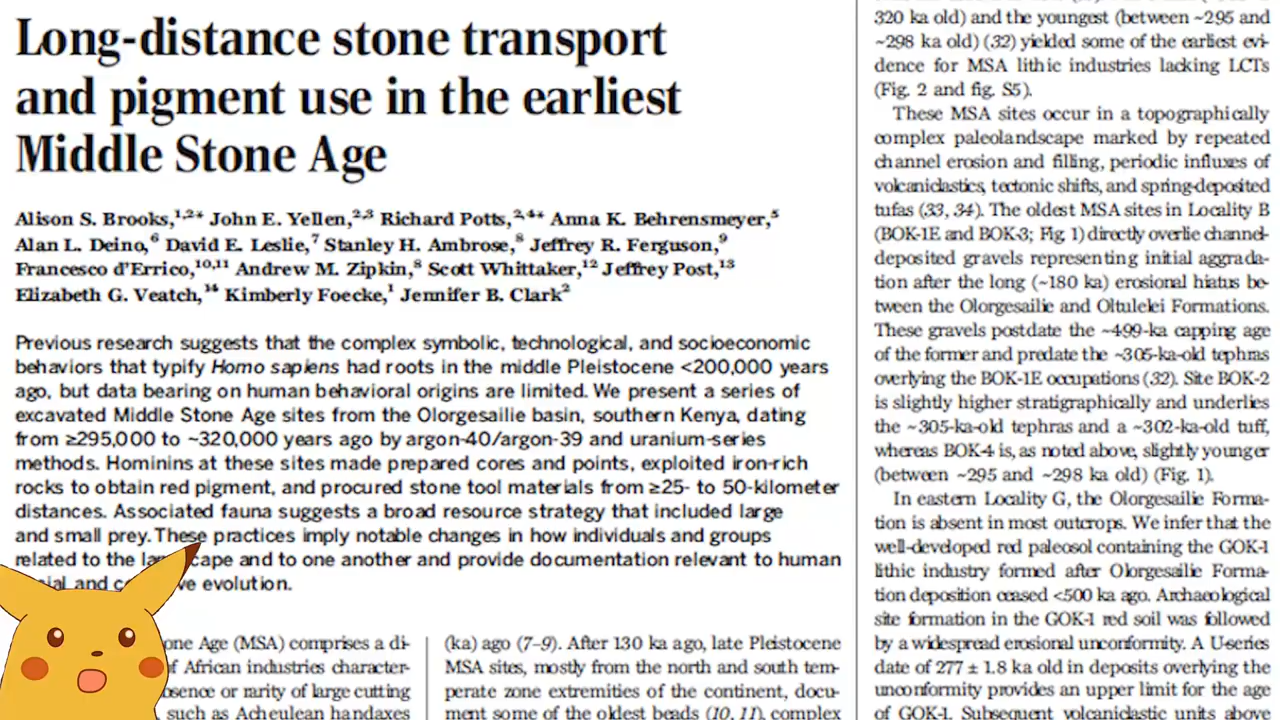 Long-distance stone transport
and pigment use in the earliest
Middle Stone Age
Alison S. Brooks,1,2* John E. Yellen,2,3 Richard Potts,2,4* Anna K. Behrensmeyer,5
Alan L. Deino,6 David E. Leslie,7 Stanley H. Ambrose,8 Jeffrey R. Ferguson,9
Francesco d'Errico,10,11 Andrew M. Zipkin,8 Scott Whittaker,12 Jeffrey Post,13
Elizabeth G. Veatch,14 Kimberly Foecke,1 Jennifer B. Clark2
Previous research suggests that the complex symbolic, technological, and socioeconomic
behaviors that typify Homo sapiens had roots in the middle Pleistocene <200,000 years
ago, but data bearing on human behavioral origins are limited. We present a series of
excavated Middle Stone Age sites from the Olorgesailie basin, southern Kenya, dating
from ≥295,000 to ~320,000 years ago by argon-40/argon-39 and uranium-series
methods. Hominins at these sites made prepared cores and points, exploited iron-rich
rocks to obtain red pigment, and procured stone tool materials from ≥25- to 50-kilometer
distances. Associated fauna suggests a broad resource strategy that included large
and small prey. These practices imply notable changes in how individuals and groups
related to the landscape and to one another and provide documentation relevant to human
and evolution.
one Age (MSA) comprises a di-
of African industries character-
absence or rarity of large cutting
such as Acheulean handaxes
(ka) ago (7–9). After 130 ka ago, late Pleistocene
MSA sites, mostly from the north and south tem-
perate zone extremities of the continent, docu-
ment some of the oldest beads (10, 11), complex
320 ka old) and the youngest (between ~295 and
~298 ka old) (32) yielded some of the earliest evi-
dence for MSA lithic industries lacking LCTs
(Fig. 2 and fig. S5).
These MSA sites occur in a topographically
complex paleolandscape marked by repeated
channel erosion and filling, periodic influxes of
volcaniclastics, tectonic shifts, and spring-deposited
tufas (33, 34). The oldest MSA sites in Locality B
(BOK-1E and BOK-3; Fig. 1) directly overlie channel-
deposited gravels representing initial aggrada-
tion after the long (~180 ka) erosional hiatus be-
tween the Olorgesailie and Oltulelei Formations.
These gravels postdate the ~499-ka capping age
of the former and predate the ~305-ka-old tephras
overlying the BOK-1E occupations (32). Site BOK-2
is slightly higher stratigraphically and underlies
the ~305-ka-old tephras and a ~302-ka-old tuff,
whereas BOK-4 is, as noted above, slightly younger
(between ~295 and ~298 ka old) (Fig. 1).
In eastern Locality G, the Olorgesailie Forma-
tion is absent in most outcrops. We infer that the
well-developed red paleosol containing the GOK-1
lithic industry formed after Olorgesailie Forma-
tion deposition ceased <500 ka ago. Archaeological
site formation in the GOK-1 red soil was followed
by a widespread erosional unconformity. A U-series
date of 277 ± 1.8 ka old in deposits overlying the
unconformity provides an upper limit for the age
of GOK-1. Subsequent volcaniclastic units above